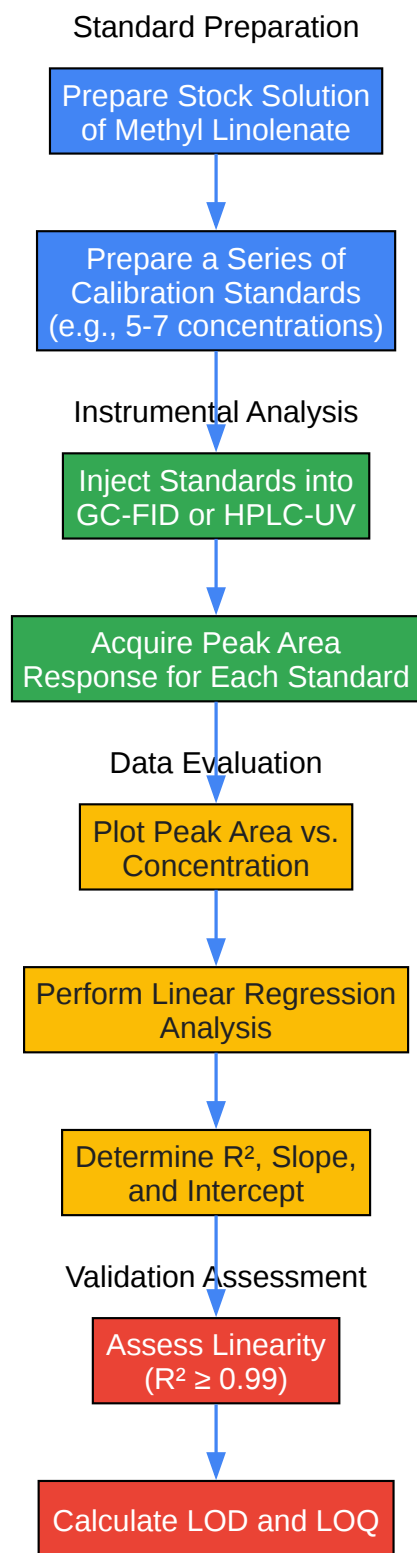 Standard Preparation
Prepare Stock Solution
of Methyl Linolenate
Prepare a Series of
Calibration Standards
(e.g., 5-7 concentrations)
Instrumental Analysis
Inject Standards into
GC-FID or HPLC-UV
Acquire Peak Area
Response for Each Standard
Data Evaluation
Plot Peak Area vs.
Concentration
Perform Linear Regression
Analysis
Determine R², Slope,
and Intercept
Validation Assessment
Assess Linearity
(R² ≥ 0.99)
Calculate LOD and LOQ